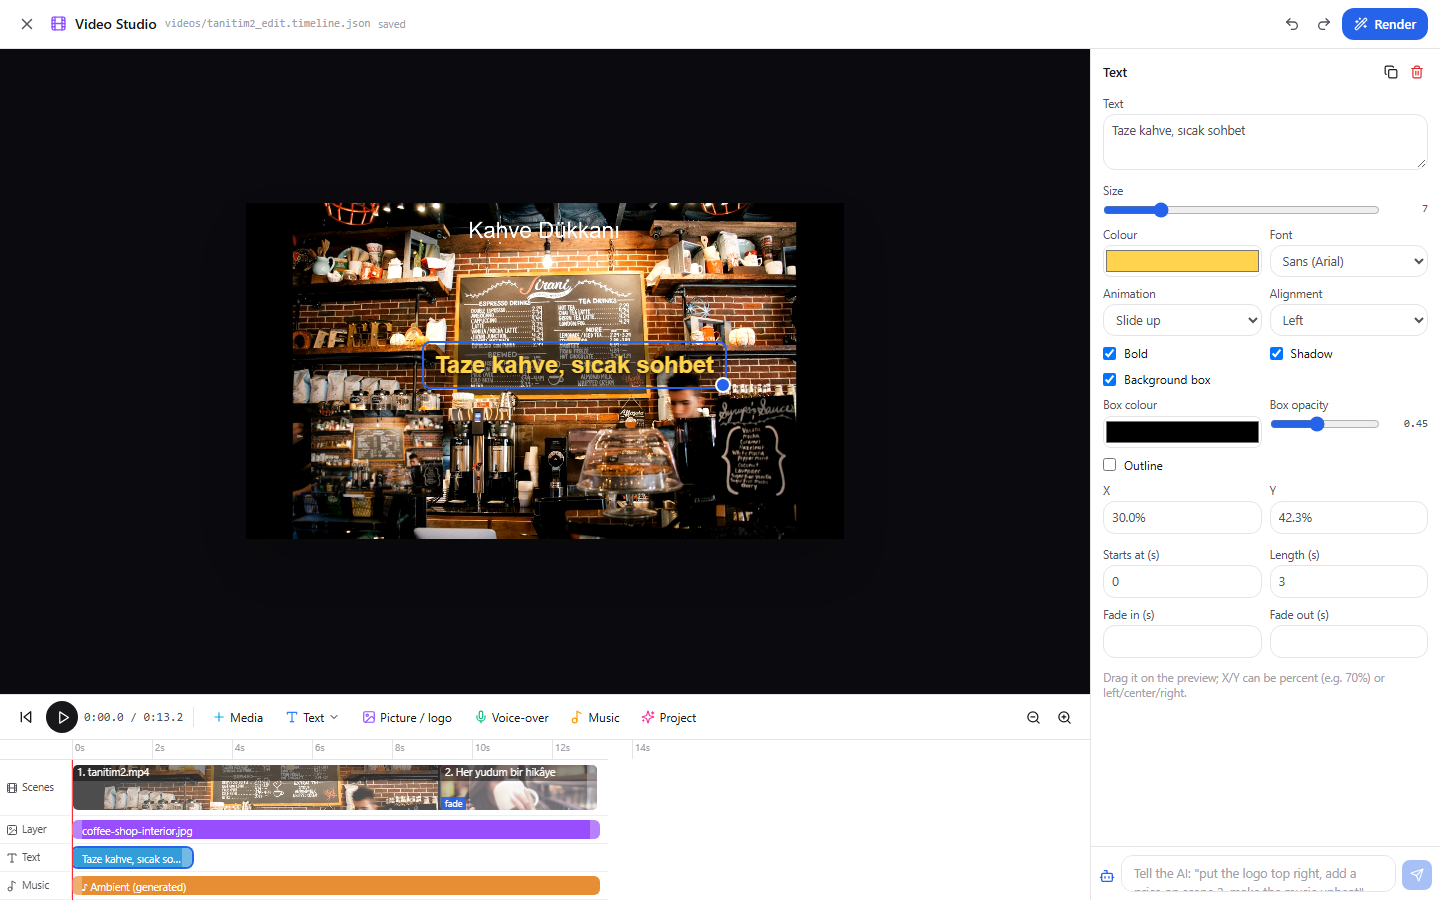 Video Studio videos/tanitim2_edit.timeline.json saved
Render
Kahve Dükkanı
ESPRESSO DRINKS
TEA DRINKS
Taze kahve, sıcak sohbet
Text
Text
Taze kahve, sıcak sohbet
Size
7
Colour Font
Sans (Arial)
Animation Alignment
Slide up Left
Bold Shadow
Background box
Box colour Box opacity
0.45
Outline
X Y
30.0% 42.3%
Starts at (s) Length (s)
0 3
Fade in (s) Fade out (s)
Drag it on the preview; X/Y can be percent (e.g. 70%) or
left/center/right.
0:00.0 / 0:13.2 Media Text Picture / logo Voice-over Music Project
0s 2s 4s 6s 8s 10s 12s 14s
Scenes 1. tanitim2.mp4 2. Her yudum bir hikâye
fade
Layer coffee-shop-interior.jpg
Text Taze kahve, sıcak so...
Music ♪ Ambient (generated)
Tell the AI: "put the logo top right, add a